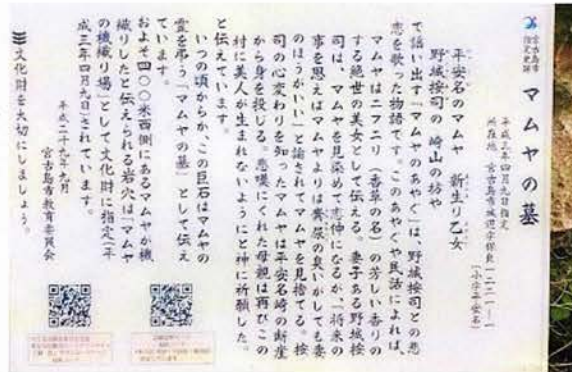 宮古島市
指定史跡
マムヤの墓
平成三年四月九日指定
所在地 宮古島市城辺字保良一一二一―一
(小字平安名)
平安名のマムヤ 新生り乙女
野城按司の 崎山の坊や
で謡い出す「マムヤのあやぐ」は、野城按司との悲
恋を歌った物語です。このあやぐや民話によれば、
マムヤはニフニリ(香草の名)の芳しい香りの
する絶世の美女として伝える。妻子ある野城按
司は、マムヤを見染めて恋仲になるが、「将来の
事を思えばマムヤよりは糞尿の臭いがしても妻
のほうがいい」と諭されてマムヤを見捨てる。按
司の心変わりを知ったマムヤは平安名崎の断崖
から身を投じる。悲嘆にくれた母親は再びこの
村に美人が生まれないようにと神に祈願した。
と伝えています。
いつの頃からか、この巨石はマムヤの
霊を弔う「マムヤの墓」として伝え
ています。
およそ四〇〇米西側にあるマムヤが機
織りしたと伝えられる岩穴は「マムヤ
の機織り場」として文化財に指定(平
成三年四月九日)されています。
平成二十九年九月
宮古島市教育委員会
文化財を大切にしましょう。